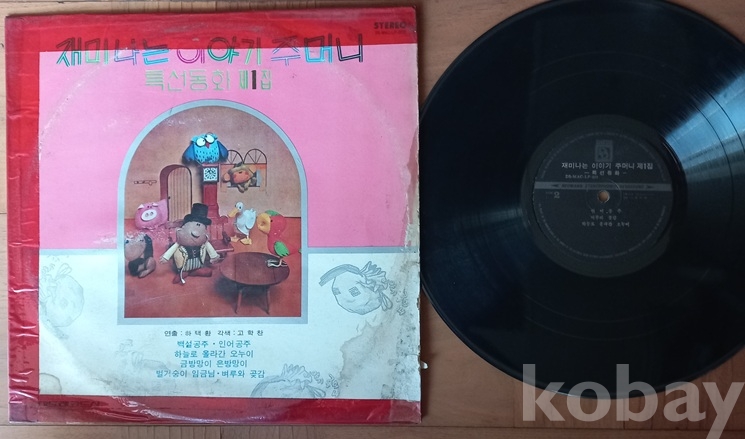 STEREO
재미나는 이야기 주머니
특선동화 제1집
연출 : 하 택 황 각색 : 고 학 찬
백설공주 · 인어공주
하늘로 올라간 오누이
금방망이 은방망이
벌거숭이 임금님 · 벼루와 곶감
재미나는 이야기 주머니 제1집
kobay